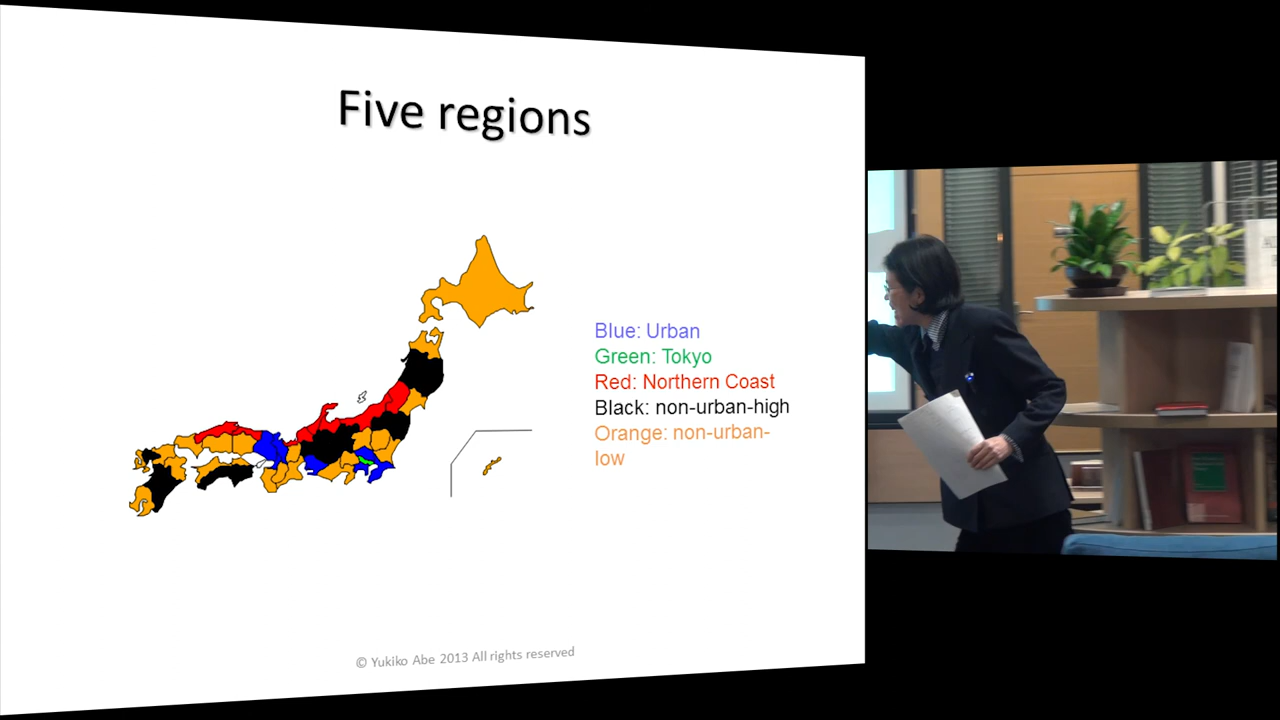 Five regions
Blue: Urban
Green: Tokyo
Red: Northern Coast
Black: non-urban-high
Orange: non-urban-
low
© Yukiko Abe 2013 All rights reserved